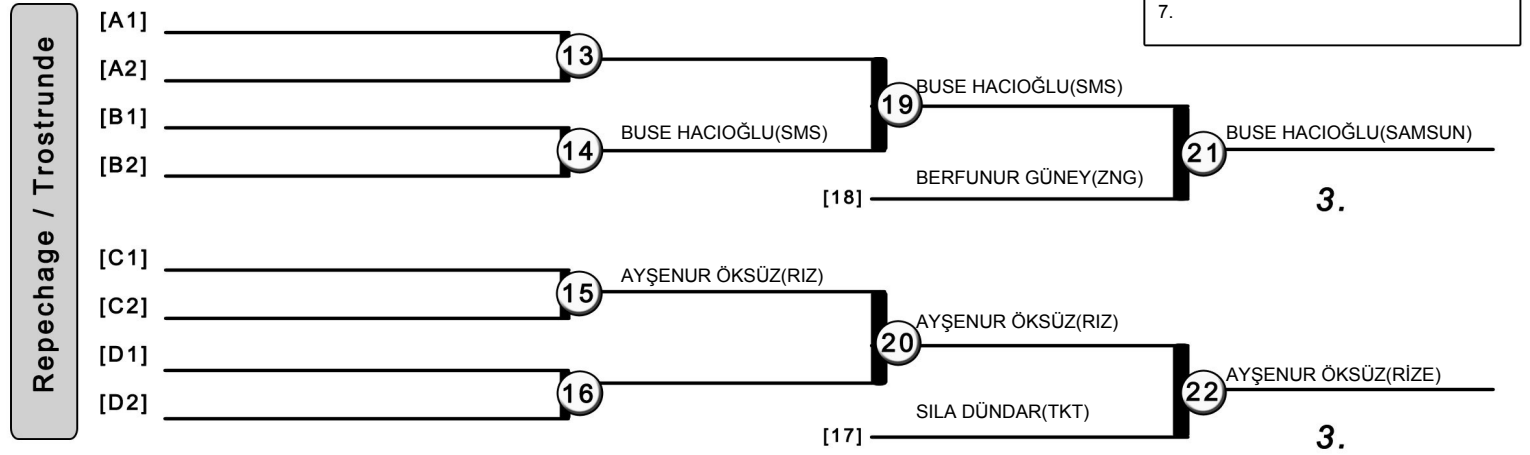 7.
Repechage / Trostrunde
[A1]
[A2]
[B1]
[B2]
13
14
BUSE HACIOĞLU(SMS)
19
BUSE HACIOĞLU(SMS)
[18]
BERFUNUR GÜNEY(ZNG)
21
BUSE HACIOĞLU(SAMSUN)
3.
[C1]
[C2]
[D1]
[D2]
15
AYŞENUR ÖKSÜZ(RIZ)
16
20
AYŞENUR ÖKSÜZ(RIZ)
[17]
SILA DÜNDAR(TKT)
22
AYŞENUR ÖKSÜZ(RİZE)
3.